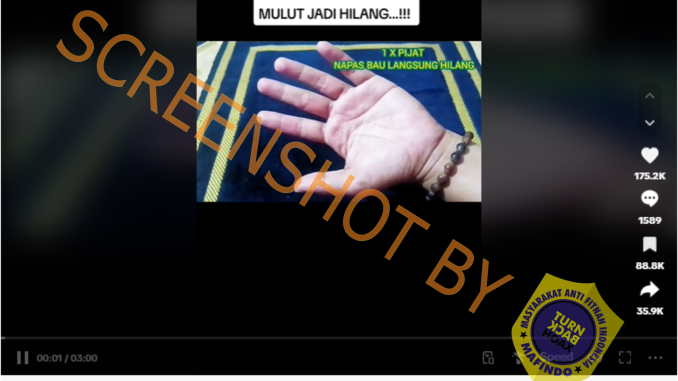 MULUT JADI HILANG...!!!
1 X PIJAT
NAPAS BAU LANGSUNG HILANG
SCREENSHOT BY
175.2K
1589
88.8K
35.9K
MASYARAKAT ANTI FITNAH INDONESIA
TURN
BACK
HOAX
MAFINDO
00:01 / 03:00
Speed